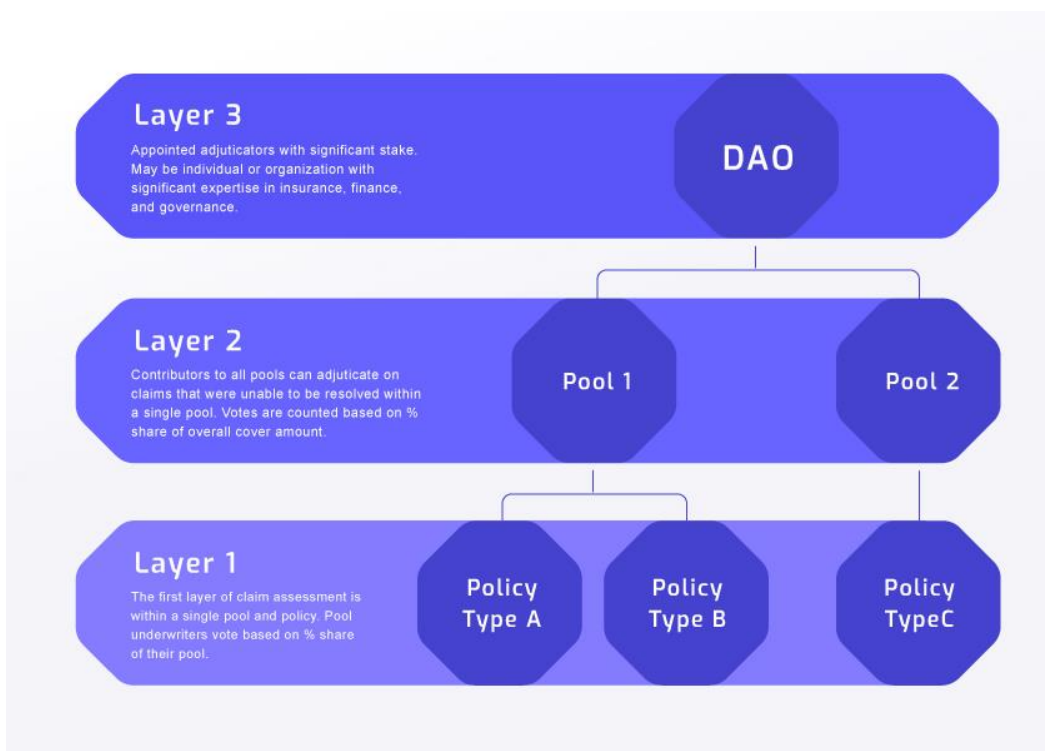 Layer 3
Appointed adjuticators with significant stake.
May be individual or organization with
significant expertise in insurance, finance,
and governance.
DAO
Layer 2
Contributors to all pools can adjuticate on
claims that were unable to be resolved within
a single pool. Votes are counted based on %
share of overall cover amount.
Pool 1
Pool 2
Layer 1
The first layer of claim assessment is
within a single pool and policy. Pool
underwriters vote based on % share
of their pool.
Policy
Type A
Policy
Type B
Policy
TypeC